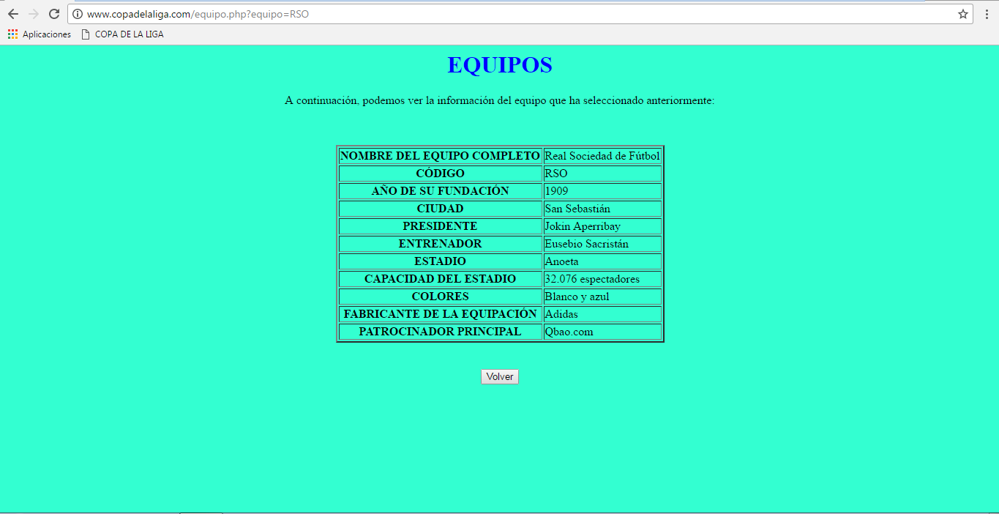 www.copadelaliga.com/equipo.php?equipo=RSO
Aplicaciones COPA DE LA LIGA
EQUIPOS
A continuación, podemos ver la información del equipo que ha seleccionado anteriormente:
NOMBRE DEL EQUIPO COMPLETO Real Sociedad de Fútbol
CÓDIGO RSO
AÑO DE SU FUNDACIÓN 1909
CIUDAD San Sebastián
PRESIDENTE Jokin Aperribay
ENTRENADOR Eusebio Sacristán
ESTADIO Anoeta
CAPACIDAD DEL ESTADIO 32.076 espectadores
COLORES Blanco y azul
FABRICANTE DE LA EQUIPACIÓN Adidas
PATROCINADOR PRINCIPAL Qbao.com
Volver